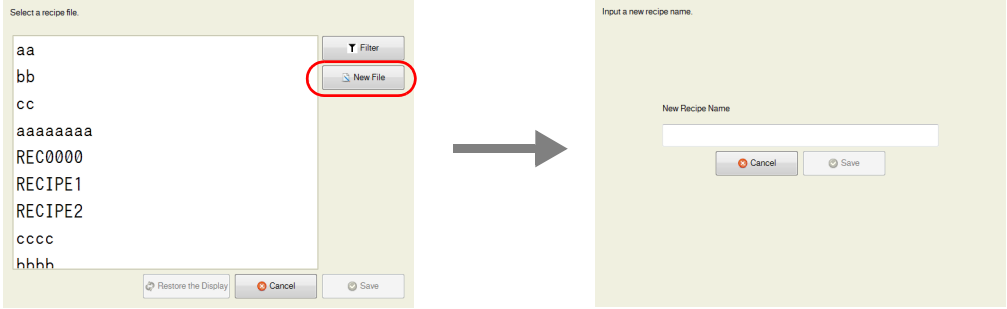 Select a recipe file.
aa
bb
cc
aaaaaaaa
REC0000
RECIPE1
RECIPE2
cccc
bbbb
Filter
New File
Restore the Display
Cancel
Save
Input a new recipe name.
New Recipe Name
Cancel
Save